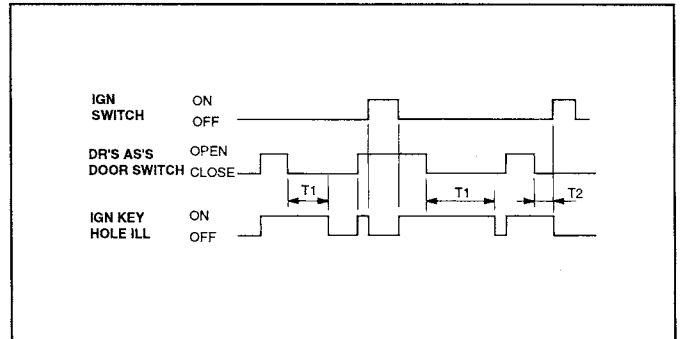 IGN ON
SWITCH OFF
DR'S AS'S OPEN
DOOR SWITCH CLOSE
T1 T1 T2
IGN KEY ON
HOLE ILL OFF